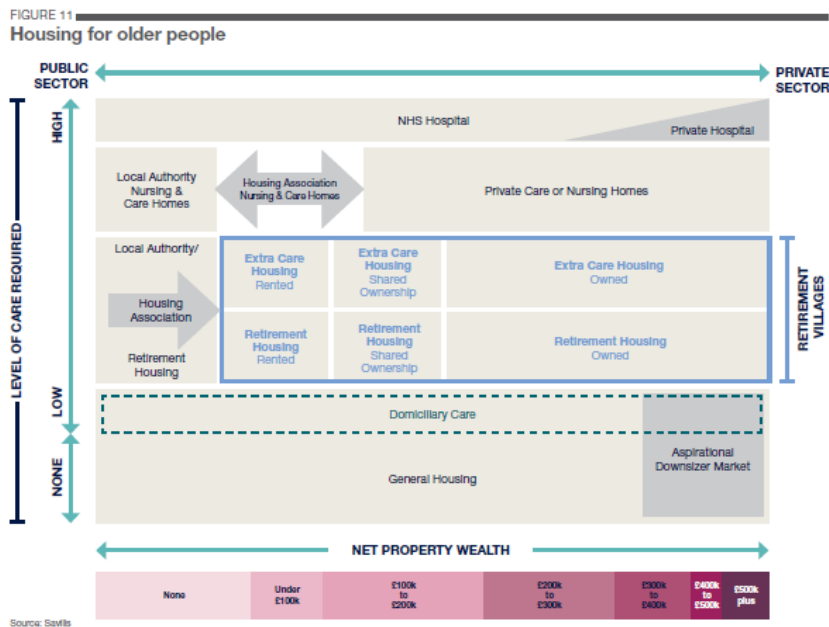 FIGURE 11
Housing for older people
PUBLIC
SECTOR
PRIVATE
SECTOR
LEVEL OF CARE REQUIRED
HIGH
LOW
NONE
NHS Hospital
Private Hospital
Local Authority
Nursing &
Care Homes
Housing Association
Nursing & Care Homes
Private Care or Nursing Homes
Local Authority/
Housing
Association
Retirement
Housing
Extra Care
Housing
Rented
Extra Care
Housing
Shared
Ownership
Extra Care Housing
Owned
Retirement
Housing
Rented
Retirement
Housing
Shared
Ownership
Retirement Housing
Owned
RETIREMENT
VILLAGES
Domiciliary Care
General Housing
Aspirational
Downsizer Market
NET PROPERTY WEALTH
None
Under
£100k
£100k
to
£200k
£200k
to
£300k
£300k
to
£400k
£400k
to
£500k
£500k
plus
Source: Savills